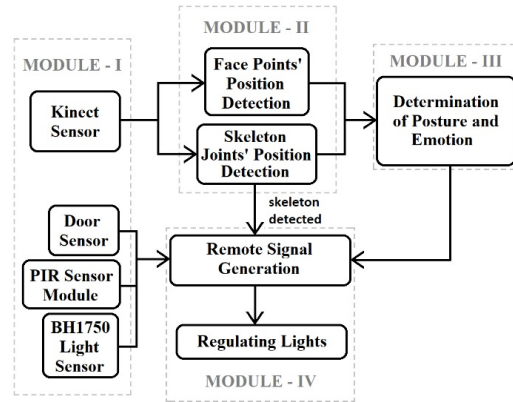 MODULE - I
Kinect
Sensor
Door
Sensor
PIR Sensor
Module
BH1750
Light
Sensor
MODULE - II
Face Points'
Position
Detection
Skeleton
Joints' Position
Detection
skeleton
detected
MODULE - III
Determination
of Posture and
Emotion
Remote Signal
Generation
Regulating Lights
MODULE - IV